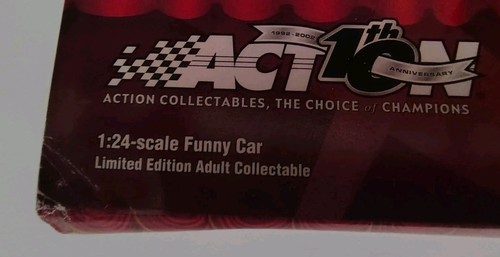 1992-2002
ACTION 10th
ANNIVERSARY
ACTION COLLECTABLES, THE CHOICE of CHAMPIONS
1:24-scale Funny Car
Limited Edition Adult Collectable